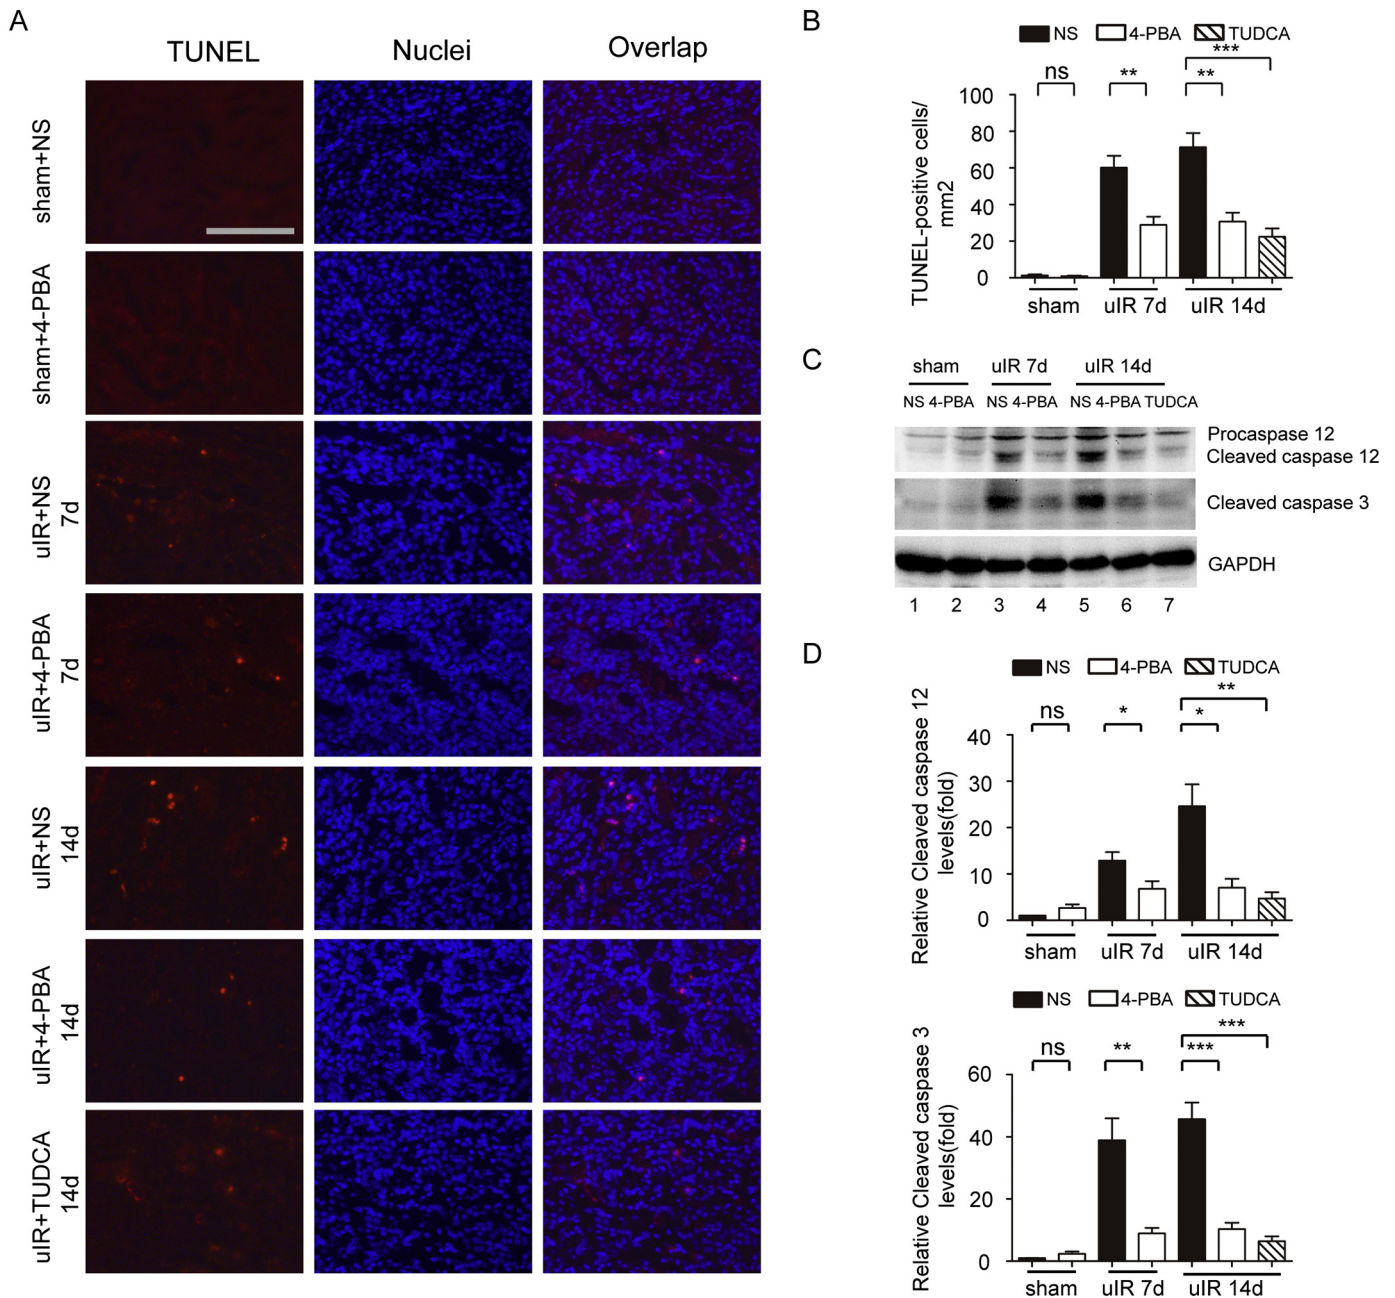 A
TUNEL
Nuclei
Overlap
sham+NS
sham+4-PBA
uIR+NS
7d
uIR+4-PBA
7d
uIR+NS
14d
uIR+4-PBA
14d
uIR+TUDCA
14d
B
NS 4-PBA TUDCA
***
ns ** **
TUNEL-positive cells/
mm2
100
80
60
40
20
0
sham uIR 7d uIR 14d
C
sham uIR 7d uIR 14d
NS 4-PBA NS 4-PBA NS 4-PBA TUDCA
Procaspase 12
Cleaved caspase 12
Cleaved caspase 3
GAPDH
1 2 3 4 5 6 7
D
NS 4-PBA TUDCA
**
ns * *
Relative Cleaved caspase 12
levels(fold)
40
30
20
10
0
sham uIR 7d uIR 14d
NS 4-PBA TUDCA
***
ns ** ***
Relative Cleaved caspase 3
levels(fold)
60
40
20
0
sham uIR 7d uIR 14d